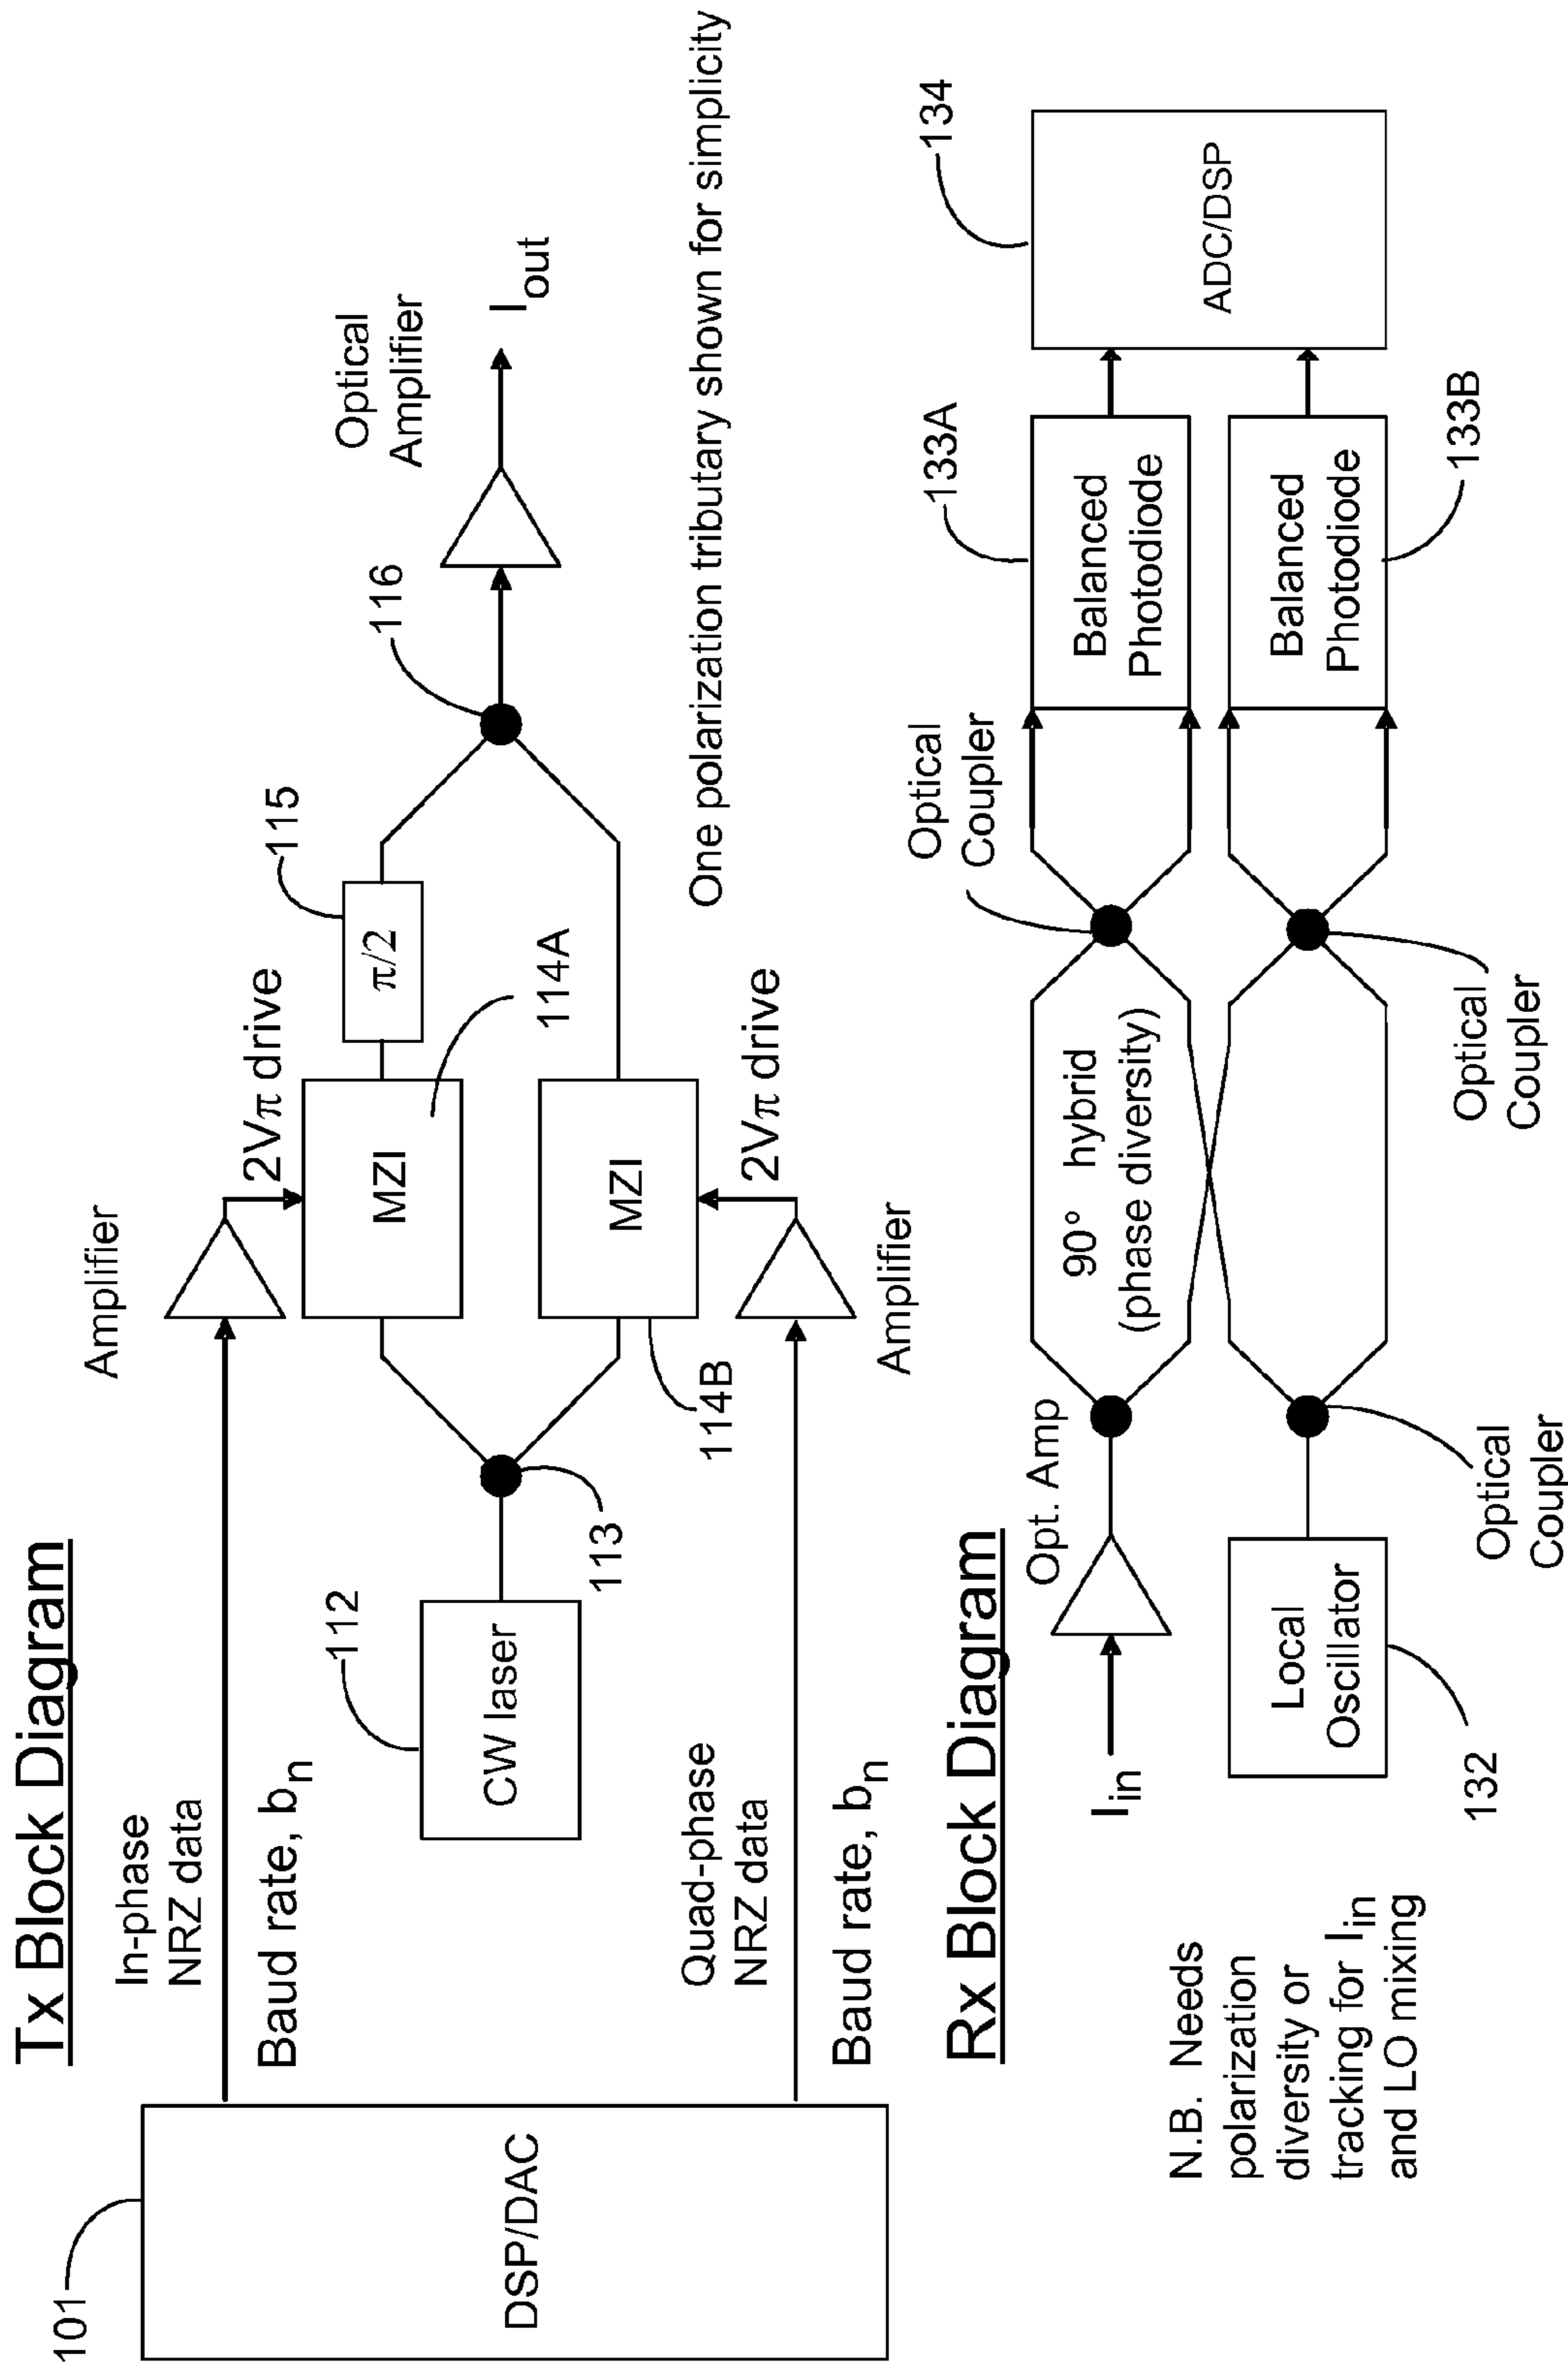 Tx Block Diagram
101
DSP/DAC
In-phase
NRZ data
Baud rate, bn
Quad-phase
NRZ data
Baud rate, bn
112
CW laser
113
Amplifier
2Vπ drive
MZI
114A
MZI
114B
2Vπ drive
Amplifier
π/2
115
116
Optical
Amplifier
Iout
One polarization tributary shown for simplicity
Rx Block Diagram
N.B. Needs
polarization
diversity or
tracking for Iin
and LO mixing
Iin
Opt. Amp
Local
Oscillator
132
Optical
Coupler
90° hybrid
(phase diversity)
Optical
Coupler
Optical
Coupler
133A
Balanced
Photodiode
Balanced
Photodiode
133B
134
ADC/DSP